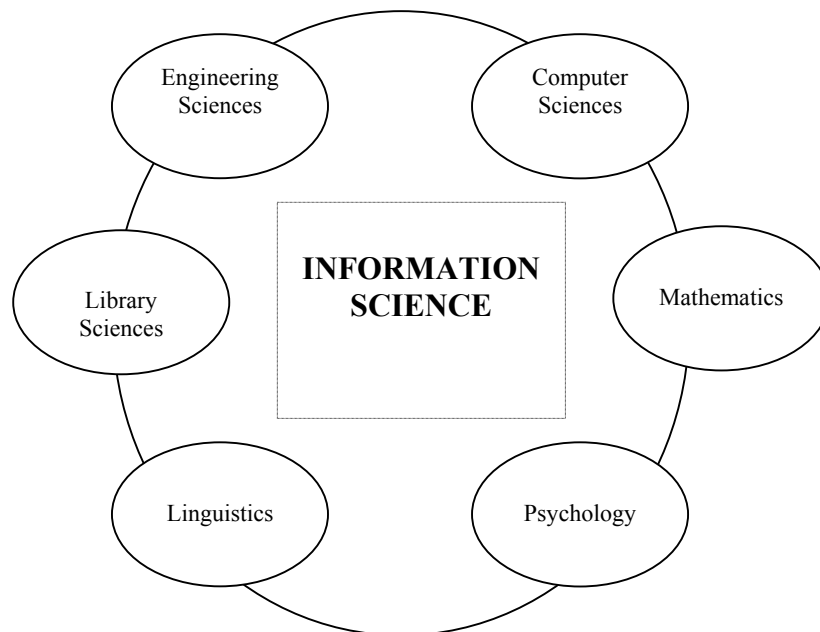 Engineering
Sciences
Computer
Sciences
INFORMATION
SCIENCE
Library
Sciences
Mathematics
Linguistics
Psychology